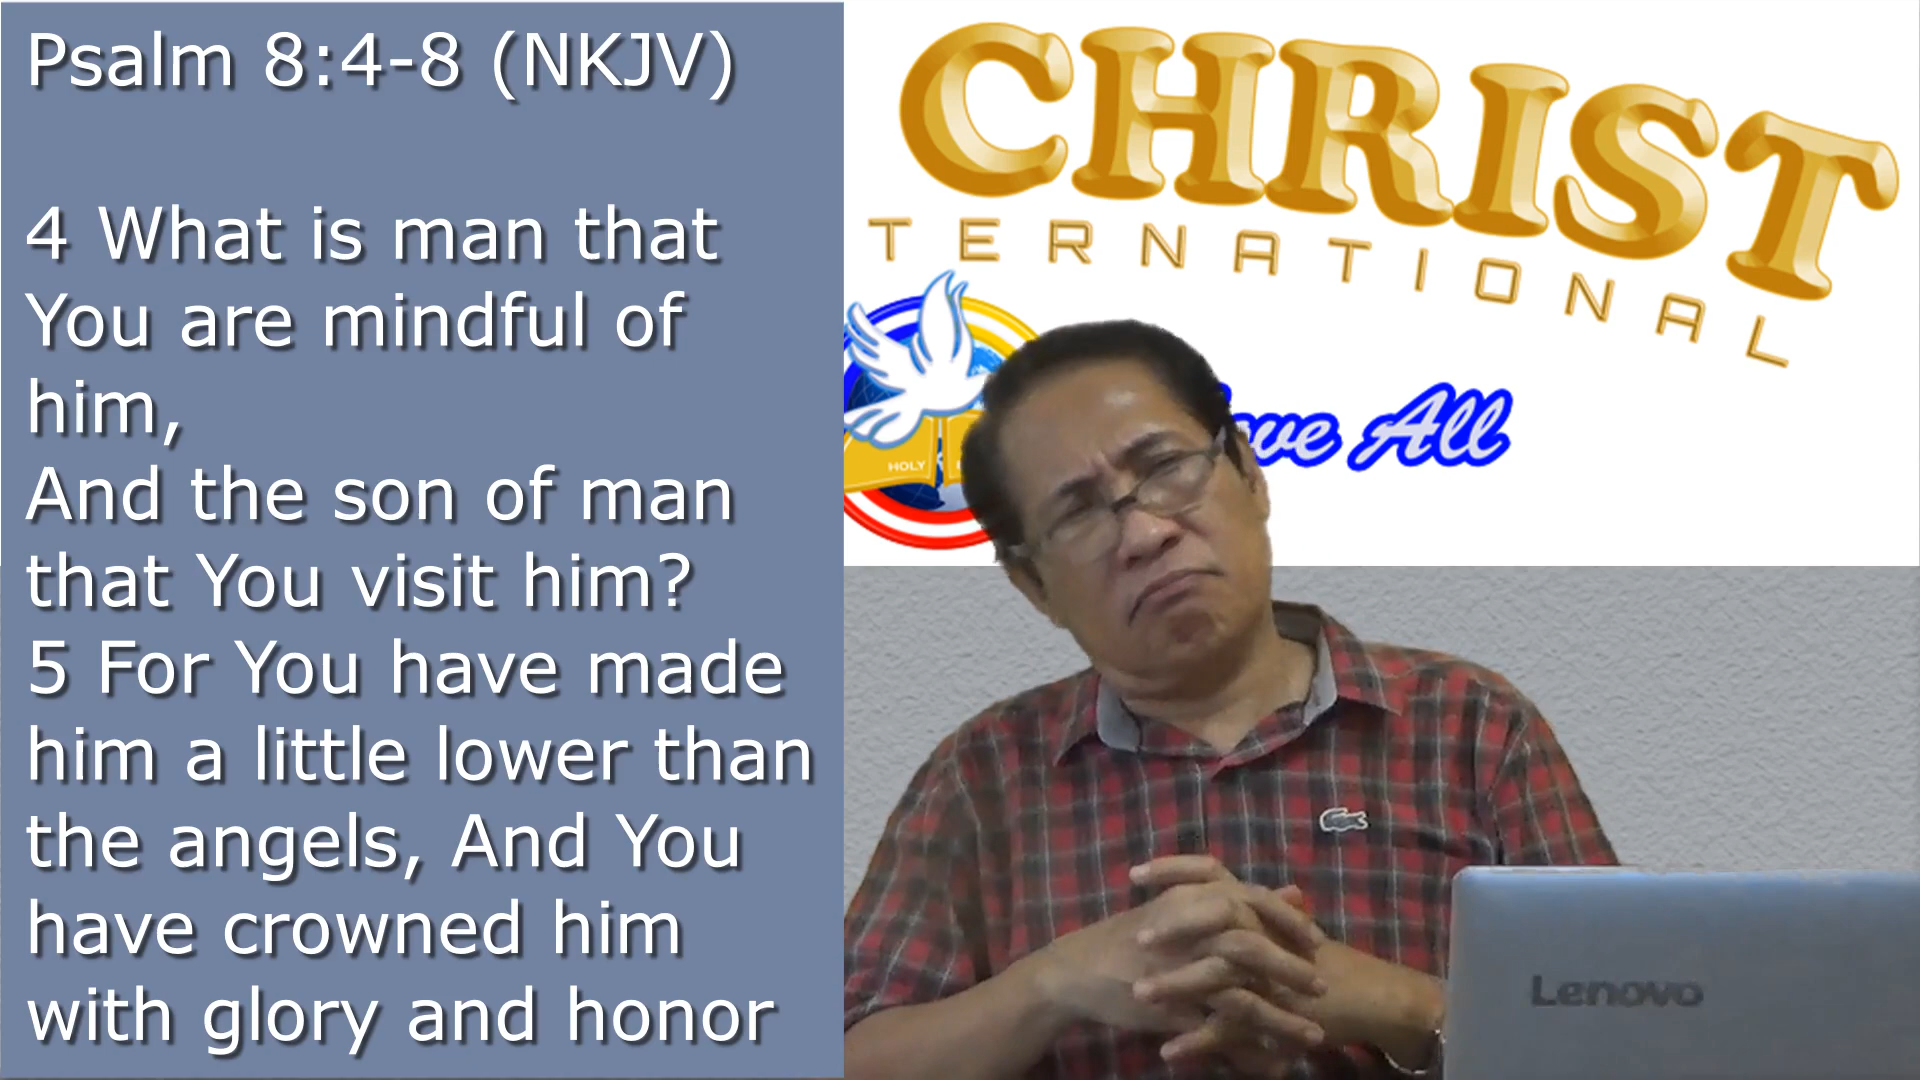 Psalm 8:4-8 (NKJV)
4 What is man that
You are mindful of
him,
And the son of man
that You visit him?
5 For You have made
him a little lower than
the angels, And You
have crowned him
with glory and honor
CHRIST
TERNATIONAL
All
HOLY
Lenovo